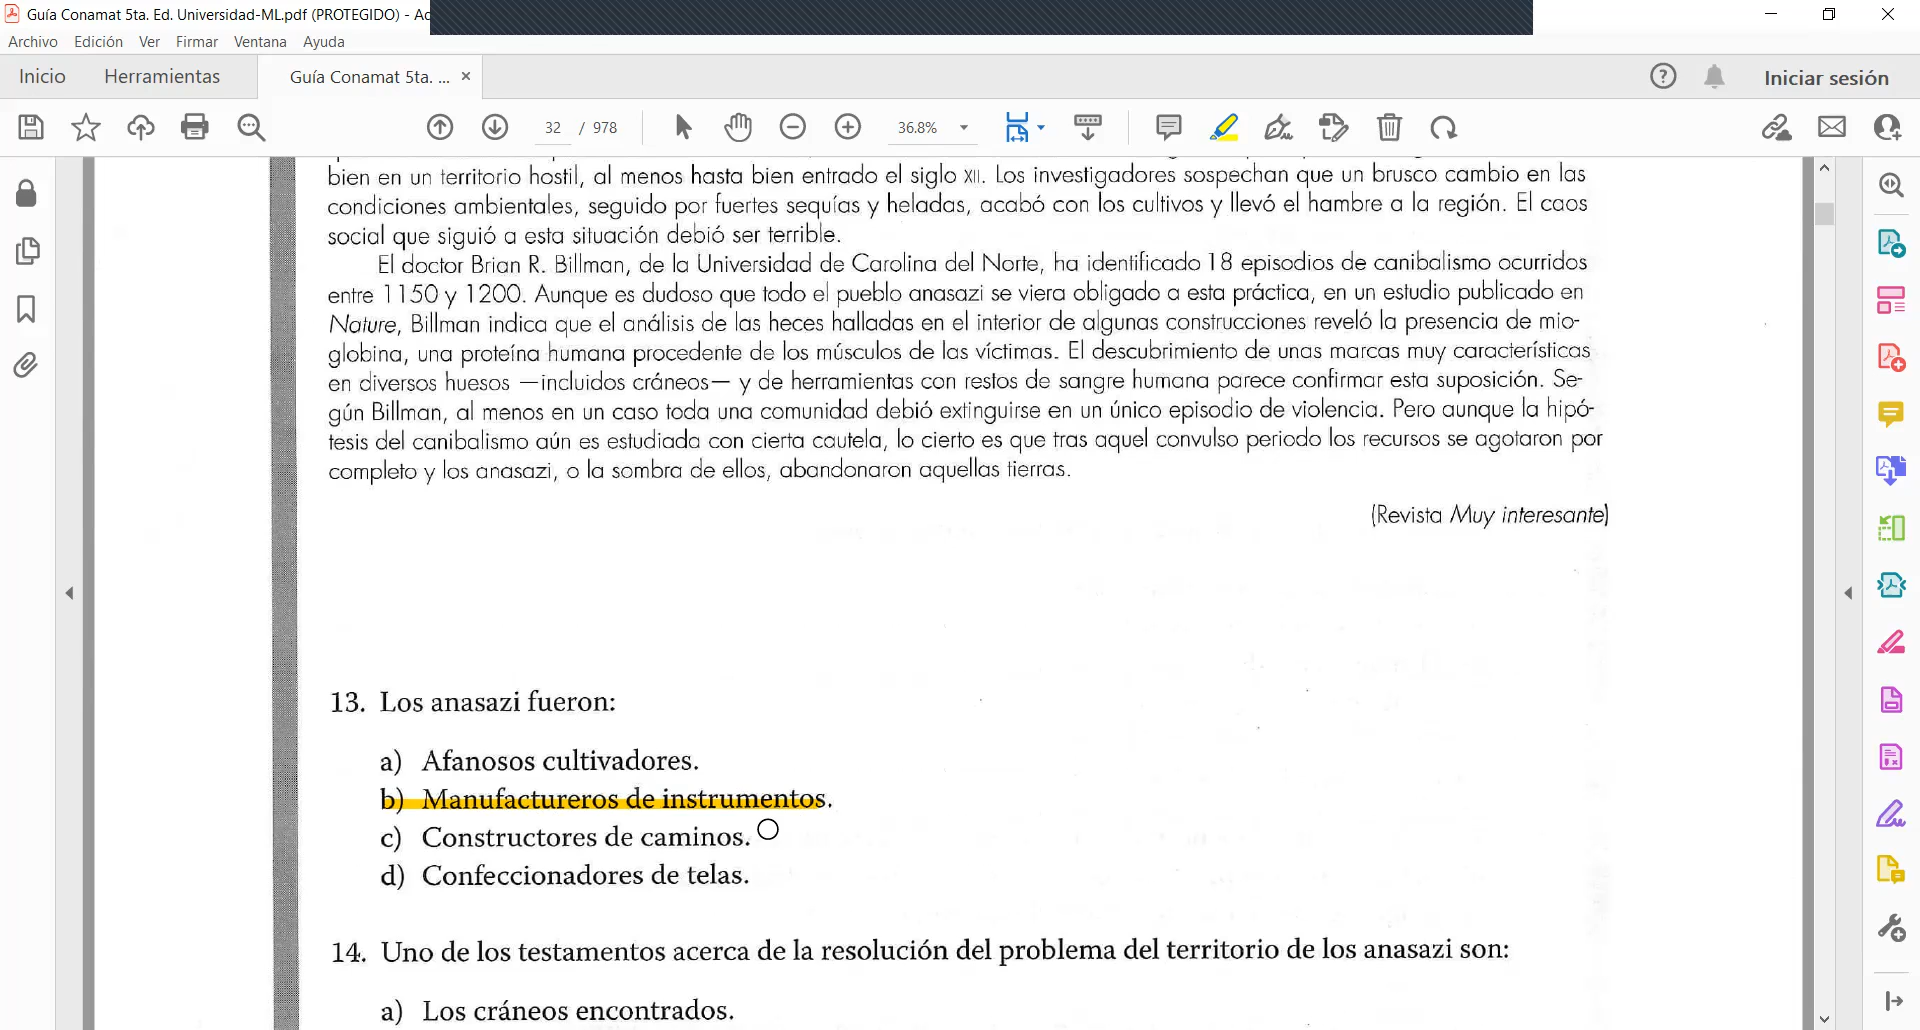 Guía Conamat 5ta. Ed. Universidad-ML.pdf (PROTEGIDO) - Ac
Archivo Edición Ver Firmar Ventana Ayuda
Inicio Herramientas Guía Conamat 5ta. ... × Iniciar sesión
32 / 978 36.8%
bien en un territorio hostil, al menos hasta bien entrado el siglo XII. Los investigadores sospechan que un brusco cambio en las
condiciones ambientales, seguido por fuertes sequías y heladas, acabó con los cultivos y llevó el hambre a la región. El caos
social que siguió a esta situación debió ser terrible.
El doctor Brian R. Billman, de la Universidad de Carolina del Norte, ha identificado 18 episodios de canibalismo ocurridos
entre 1150 y 1200. Aunque es dudoso que todo el pueblo anasazi se viera obligado a esta práctica, en un estudio publicado en
Nature, Billman indica que el análisis de las heces halladas en el interior de algunas construcciones reveló la presencia de mio-
globina, una proteína humana procedente de los músculos de las víctimas. El descubrimiento de unas marcas muy características
en diversos huesos —incluidos cráneos— y de herramientas con restos de sangre humana parece confirmar esta suposición. Se-
gún Billman, al menos en un caso toda una comunidad debió extinguirse en un único episodio de violencia. Pero aunque la hipó-
tesis del canibalismo aún es estudiada con cierta cautela, lo cierto es que tras aquel convulso periodo los recursos se agotaron por
completo y los anasazi, o la sombra de ellos, abandonaron aquellas tierras.
(Revista Muy interesante)
13. Los anasazi fueron:
a) Afanosos cultivadores.
b) Manufactureros de instrumentos.
c) Constructores de caminos.
d) Confeccionadores de telas.
14. Uno de los testamentos acerca de la resolución del problema del territorio de los anasazi son:
a) Los cráneos encontrados.